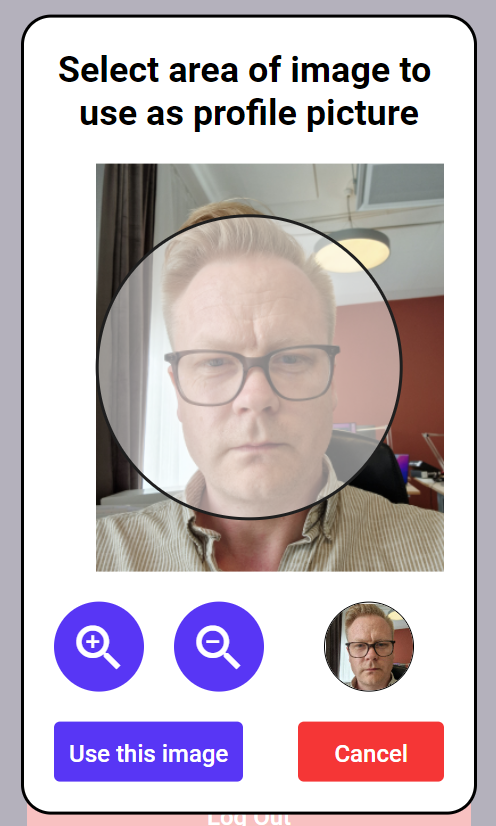 Select area of image to
use as profile picture
Use this image
Cancel
Log Out